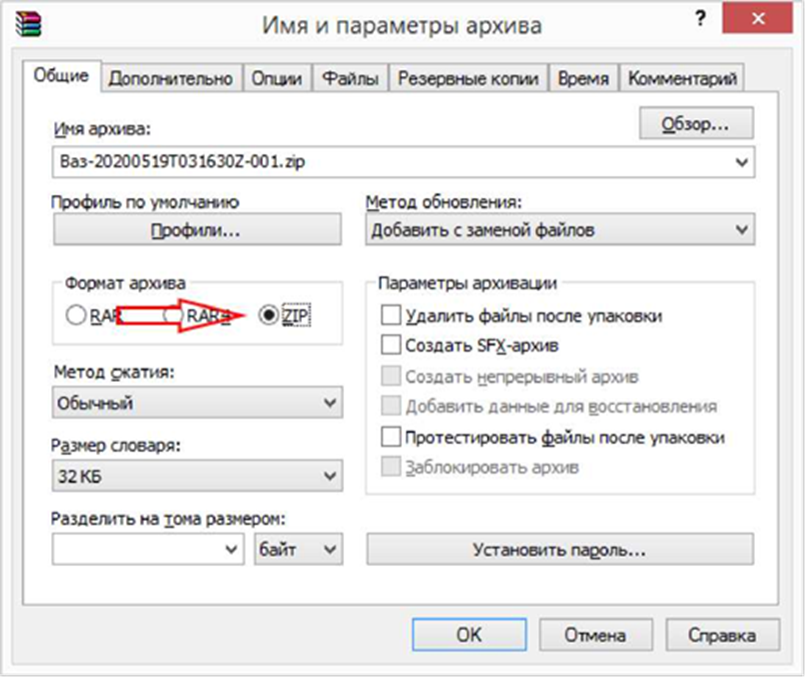 Имя и параметры архива
?
Общие Дополнительно Опции Файлы Резервные копии Время Комментарий
Имя архива:
Обзор...
Ваз-20200519T031630Z-001.zip
Профиль по умолчанию
Метод обновления:
Профили...
Добавить с заменой файлов
Формат архива
RAR RAR4 ZIP
Параметры архивации
Удалить файлы после упаковки
Создать SFX-архив
Создать непрерывный архив
Добавить данные для восстановления
Протестировать файлы после упаковки
Заблокировать архив
Метод сжатия:
Обычный
Размер словаря:
32 КБ
Разделить на тома размером:
байт
Установить пароль...
ОК Отмена Справка